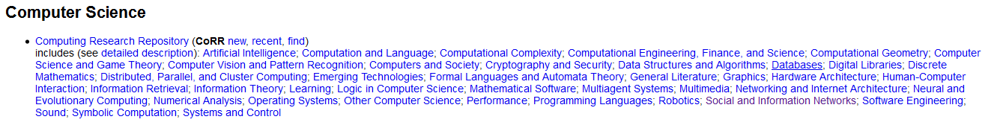 Computer Science
• Computing Research Repository (CoRR new, recent, find)
includes (see detailed description): Artificial Intelligence; Computation and Language; Computational Complexity; Computational Engineering, Finance, and Science; Computational Geometry; Computer
Science and Game Theory; Computer Vision and Pattern Recognition; Computers and Society; Cryptography and Security; Data Structures and Algorithms; Databases; Digital Libraries; Discrete
Mathematics; Distributed, Parallel, and Cluster Computing; Emerging Technologies; Formal Languages and Automata Theory; General Literature; Graphics; Hardware Architecture; Human-Computer
Interaction; Information Retrieval; Information Theory; Learning; Logic in Computer Science; Mathematical Software; Multiagent Systems; Multimedia; Networking and Internet Architecture; Neural and
Evolutionary Computing; Numerical Analysis; Operating Systems; Other Computer Science; Performance; Programming Languages; Robotics; Social and Information Networks; Software Engineering;
Sound; Symbolic Computation; Systems and Control